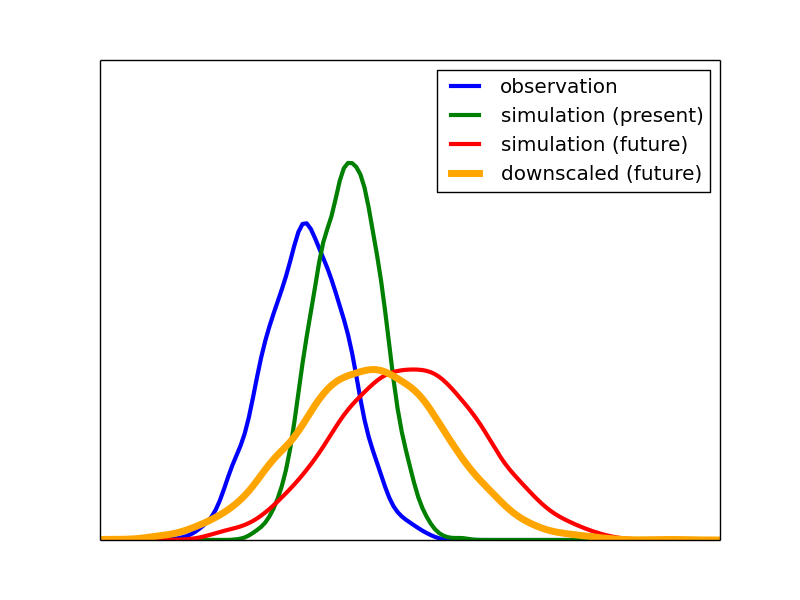 observation
simulation (present)
simulation (future)
downscaled (future)